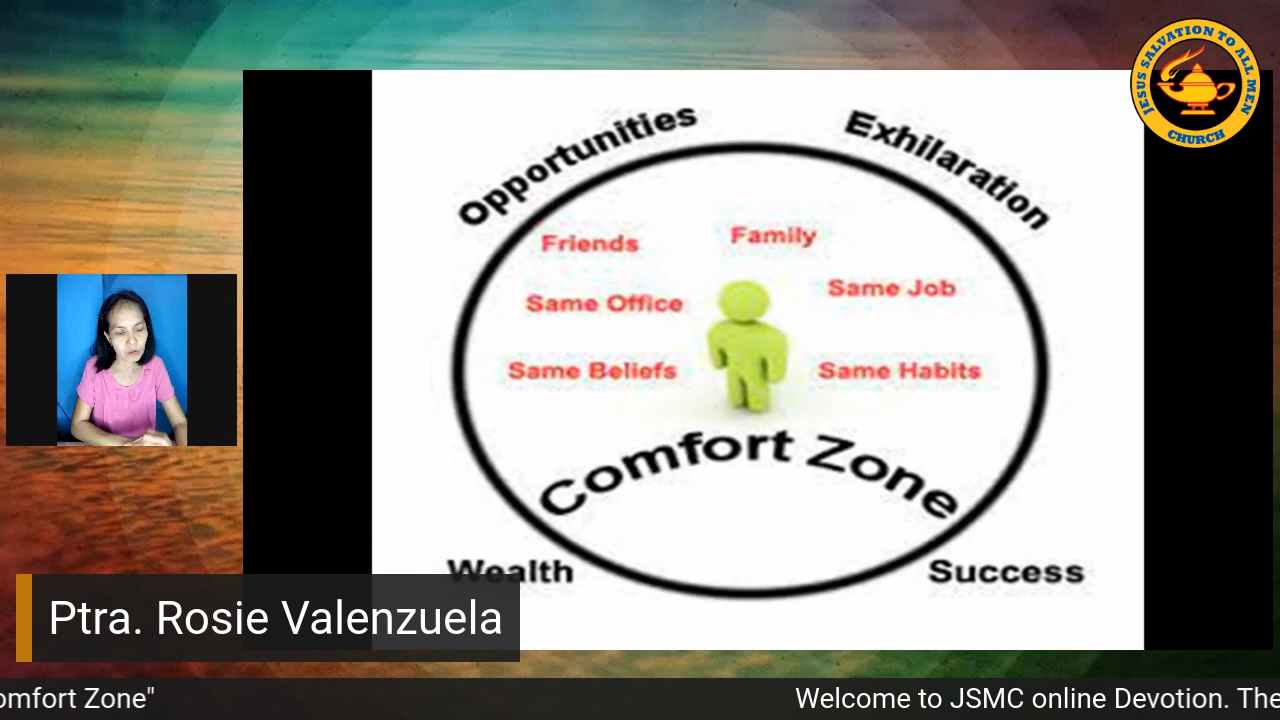 JESUS SALVATION TO ALL MEN
CHURCH
Opportunities
Exhilaration
Friends
Family
Same Office
Same Job
Same Beliefs
Same Habits
Comfort Zone
Wealth
Success
Ptra. Rosie Valenzuela
omfort Zone"
Welcome to JSMC online Devotion. The